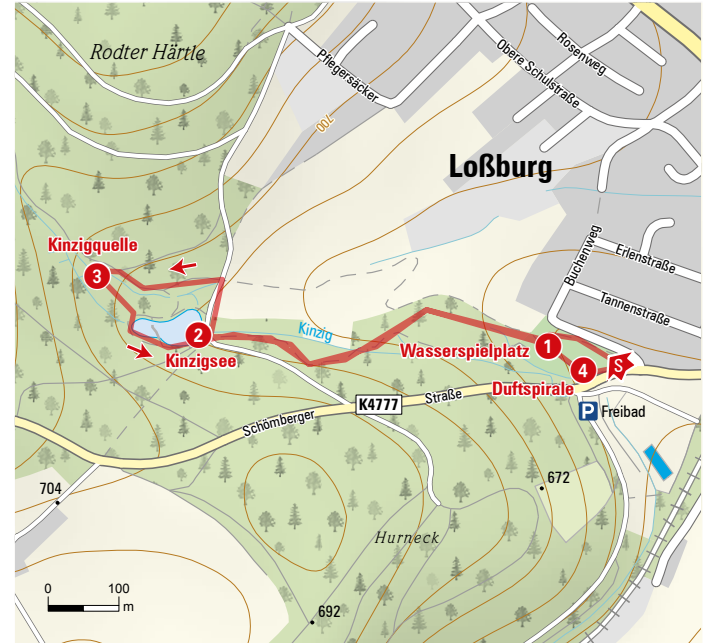 Rodter Härtle
Pflegersäcker
Rosenweg
Obere Schulstraße
700
Loßburg
Buchenweg
Erlenstraße
Tannenstraße
Kinzigquelle
3
2
Kinzigsee
Kinzig
Wasserspielplatz
1
4
S
Duftspirale
K4777
Schömberger
Straße
P Freibad
704
672
Hurneck
692
0 100
m